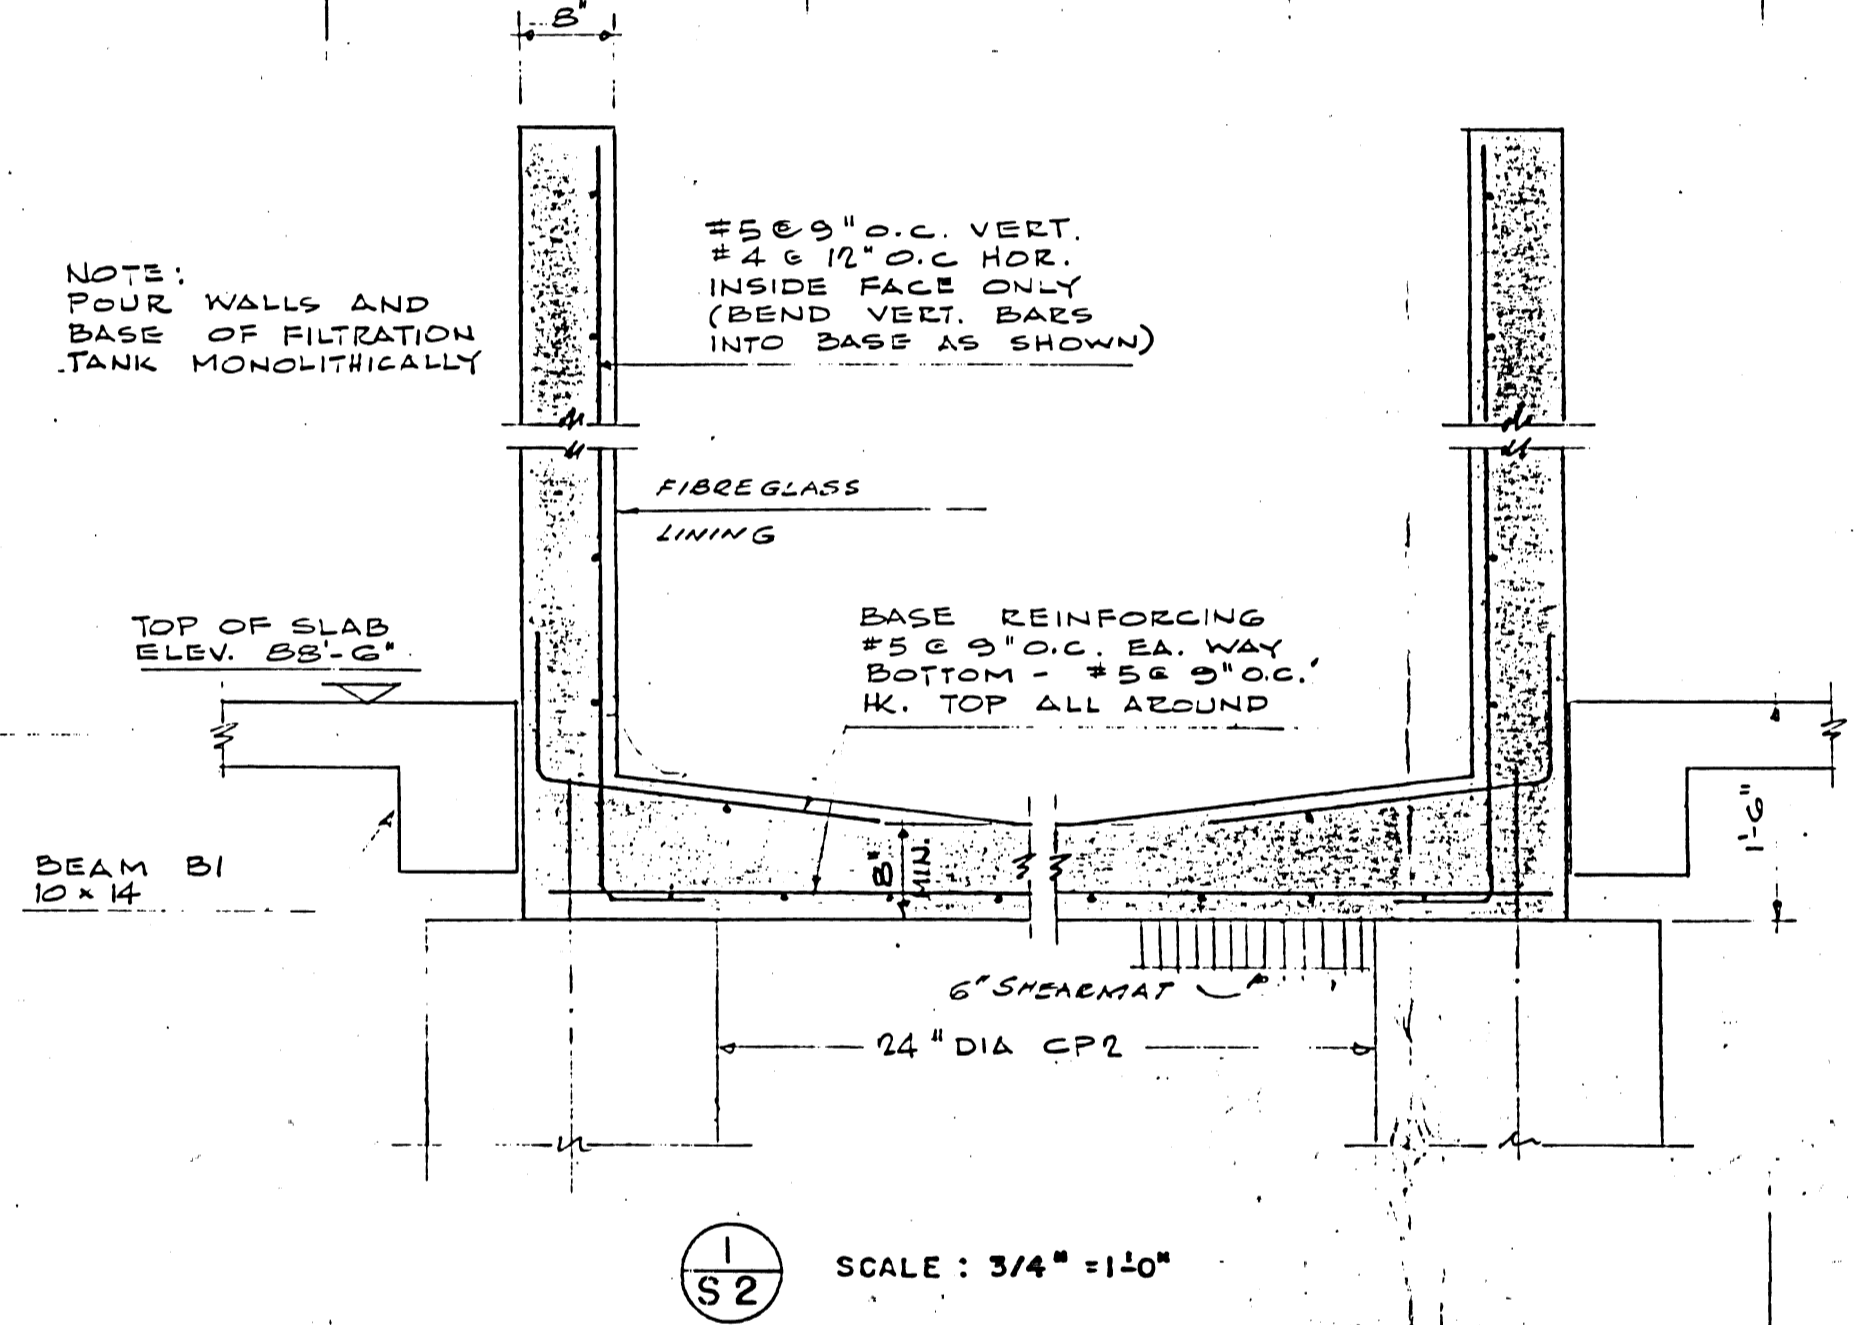 8"
#5 @ 9" O.C. VERT.
#4 @ 12" O.C HOR.
INSIDE FACE ONLY
(BEND VERT. BARS
INTO BASE AS SHOWN)
NOTE:
POUR WALLS AND
BASE OF FILTRATION
TANK MONOLITHICALLY
FIBREGLASS
LINING
BASE REINFORCING
#5 @ 9" O.C. EA. WAY
BOTTOM - #5 @ 9" O.C.
HK. TOP ALL AROUND
TOP OF SLAB
ELEV. 88'-6"
BEAM B1
10 x 14
8"
MIN.
1'-6"
6" SHEARMAT
24" DIA CP2
1
S2
SCALE : 3/4" = 1'-0"